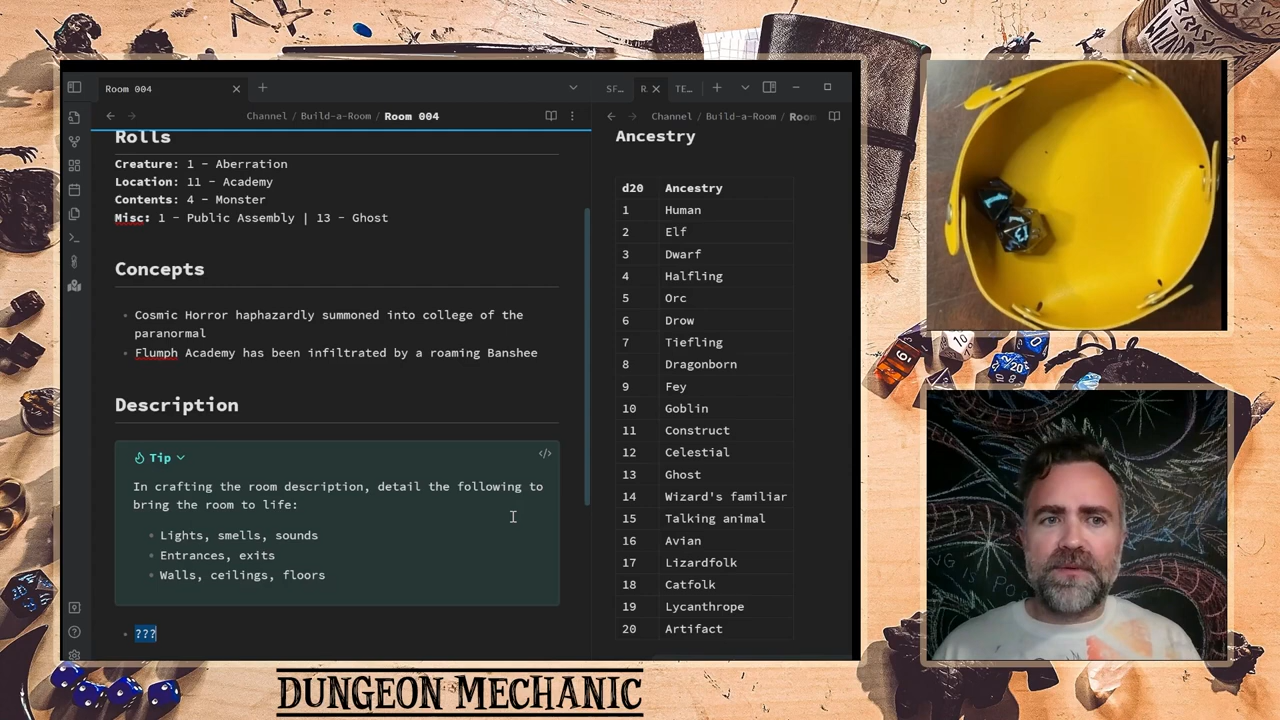 Room 004
SF...
R
TE...
Channel / Build-a-Room / Room 004
Channel / Build-a-Room / Room
Rolls
Creature: 1 - Aberration
Location: 11 - Academy
Contents: 4 - Monster
Misc: 1 - Public Assembly | 13 - Ghost
Concepts
Cosmic Horror haphazardly summoned into college of the
paranormal
Flumph Academy has been infiltrated by a roaming Banshee
Description
Tip
In crafting the room description, detail the following to
bring the room to life:
Lights, smells, sounds
Entrances, exits
Walls, ceilings, floors
???
Ancestry
d20 Ancestry
1 Human
2 Elf
3 Dwarf
4 Halfling
5 Orc
6 Drow
7 Tiefling
8 Dragonborn
9 Fey
10 Goblin
11 Construct
12 Celestial
13 Ghost
14 Wizard's familiar
15 Talking animal
16 Avian
17 Lizardfolk
18 Catfolk
19 Lycanthrope
20 Artifact
1
13
DUNGEON MECHANIC